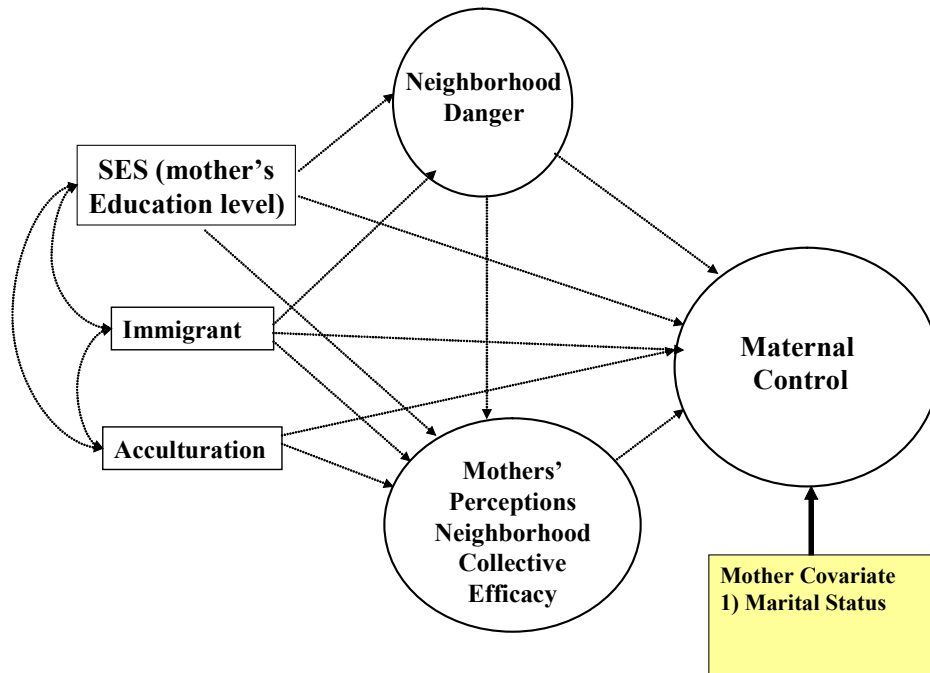 Neighborhood
Danger
SES (mother’s
Education level)
Immigrant
Maternal
Control
Acculturation
Mothers’
Perceptions
Neighborhood
Collective
Efficacy
Mother Covariate
1) Marital Status